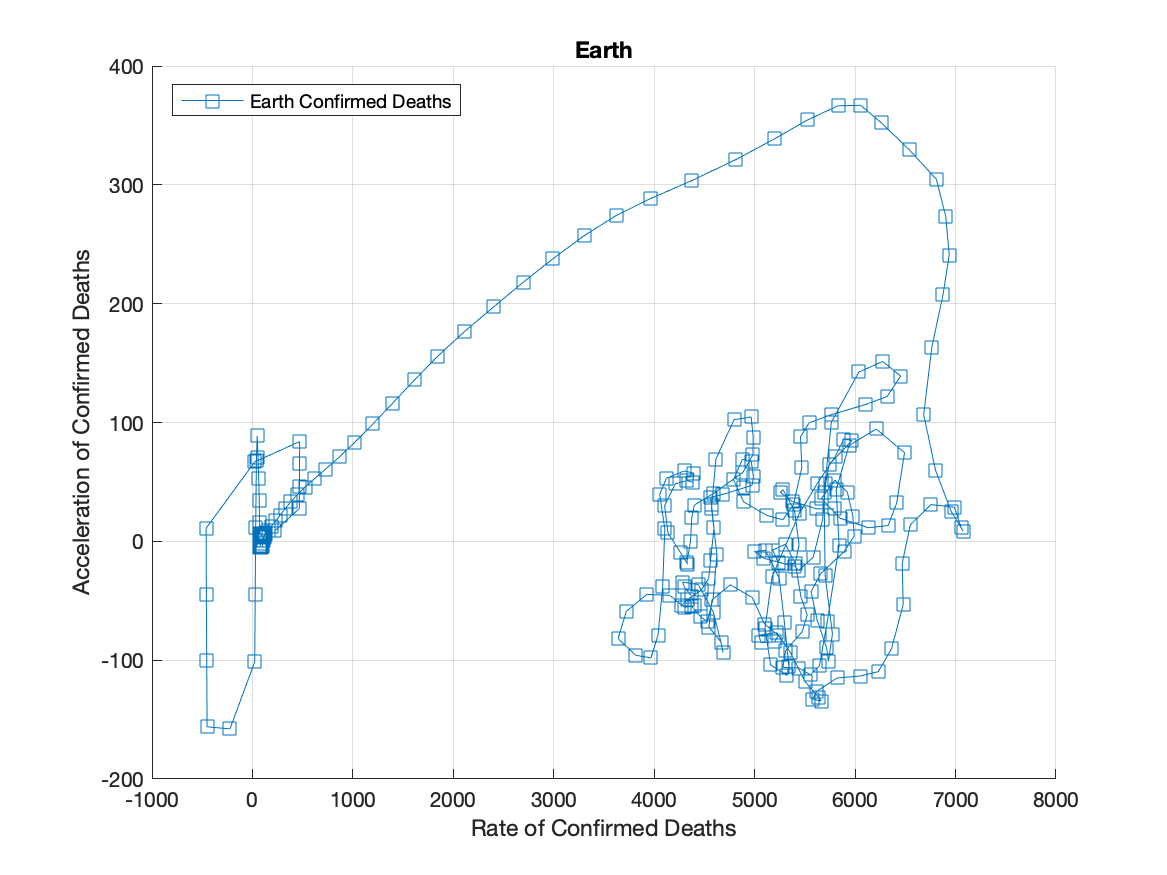 Earth
Earth Confirmed Deaths
Acceleration of Confirmed Deaths
400
300
200
100
0
-100
-200
-1000 0 1000 2000 3000 4000 5000 6000 7000 8000
Rate of Confirmed Deaths